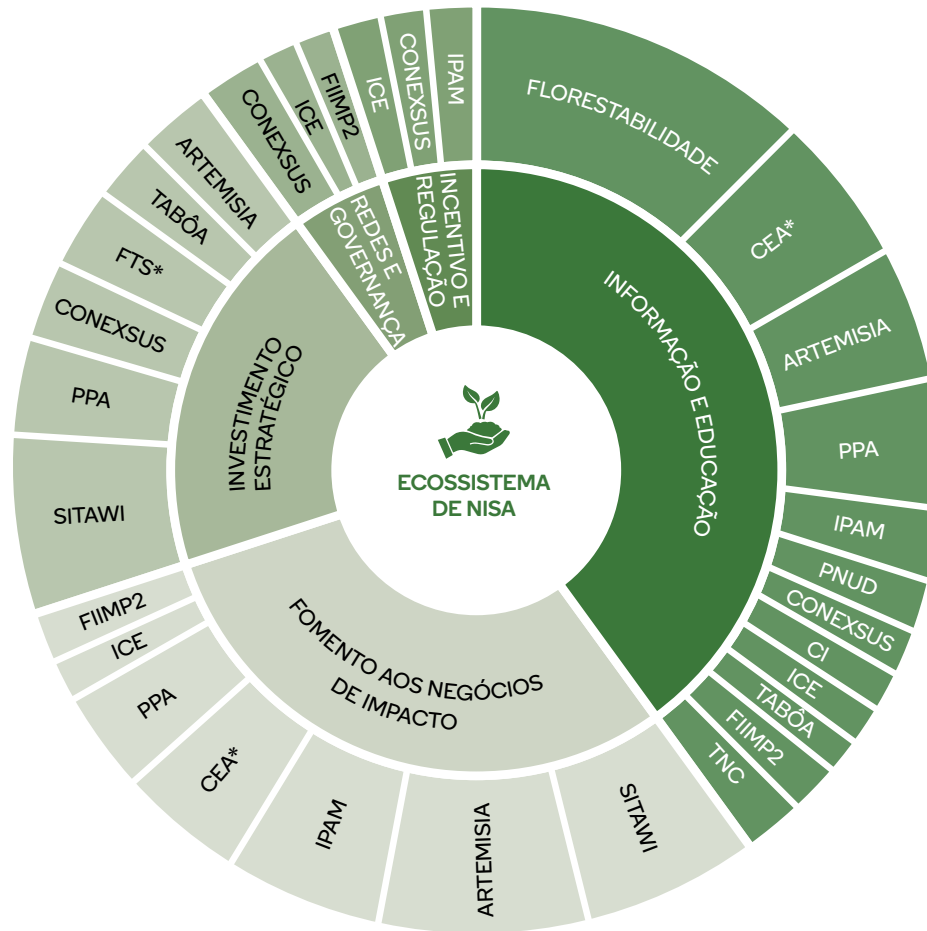 ECOSSISTEMA
DE NISA
INFORMAÇÃO E EDUCAÇÃO
FLORESTABILIDADE
CEA*
ARTEMISIA
PPA
IPAM
PNUD
CONEXSUS
CI
ICE
TABÔA
FIIMP2
TNC
FOMENTO AOS NEGÓCIOS
DE IMPACTO
SITAWI
ARTEMISIA
IPAM
CEA*
PPA
ICE
FIIMP2
INVESTIMENTO
ESTRATÉGICO
SITAWI
PPA
CONEXSUS
FTS*
TABÔA
ARTEMISIA
REDES E
GOVERNANÇA
CONEXSUS
ICE
FIIMP2
INCENTIVO E
REGULAÇÃO
ICE
CONEXSUS
IPAM